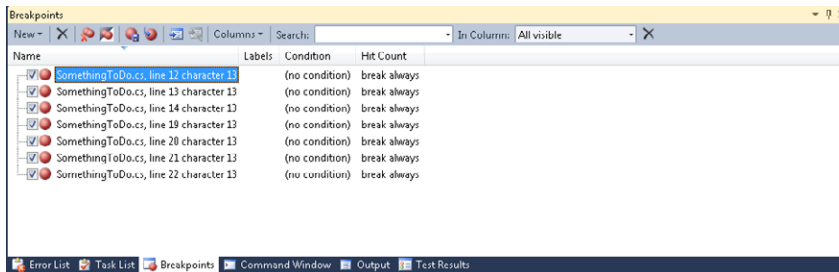 Breakpoints
New Columns Search: In Column: All visible
Name Labels Condition Hit Count
SomethingToDo.cs, line 12 character 13 (no condition) break always
SomethingToDo.cs, line 13 character 13 (no condition) break always
SomethingToDo.cs, line 14 character 13 (no condition) break always
SomethingToDo.cs, line 19 character 13 (no condition) break always
SomethingToDo.cs, line 20 character 13 (no condition) break always
SomethingToDo.cs, line 21 character 13 (no condition) break always
SomethingToDo.cs, line 22 character 13 (no condition) break always
Error List Task List Breakpoints Command Window Output Test Results